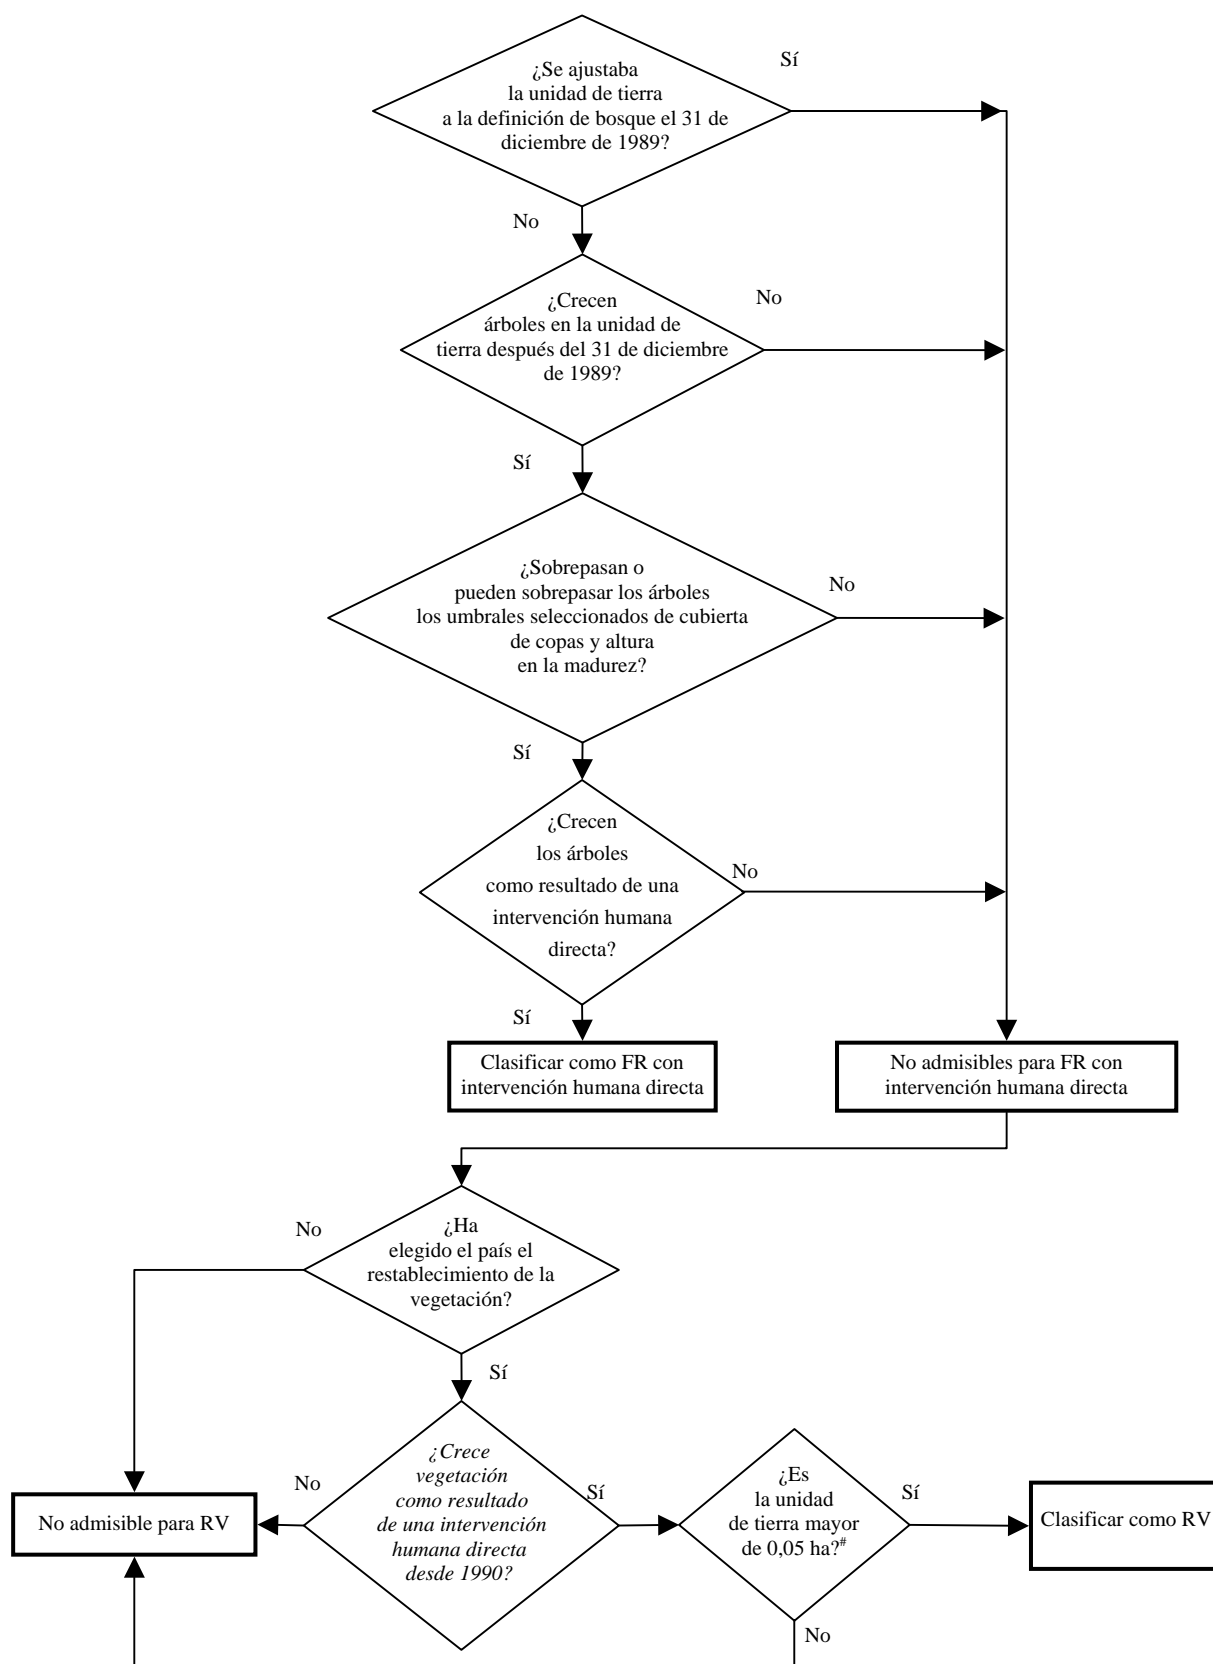 ¿Se ajustaba
la unidad de tierra
a la definición de bosque el 31 de
diciembre de 1989?
Sí
No
¿Crecen
árboles en la unidad de
tierra después del 31 de diciembre
de 1989?
No
Sí
¿Sobrepasan o
pueden sobrepasar los árboles
los umbrales seleccionados de cubierta
de copas y altura
en la madurez?
No
Sí
¿Crecen
los árboles
como resultado de una
intervención humana
directa?
No
Sí
Clasificar como FR con
intervención humana directa
No admisibles para FR con
intervención humana directa
¿Ha
elegido el país el
restablecimiento de la
vegetación?
No
Sí
¿Crece
vegetación
como resultado
de una intervención
humana directa
desde 1990?
No
Sí
¿Es
la unidad
de tierra mayor
de 0,05 ha?#
Sí
No
No admisible para RV
Clasificar como RV